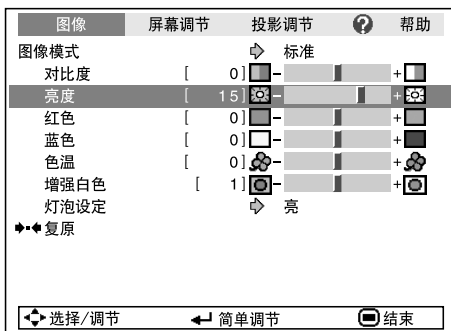 图像 屏幕调节 投影调节 ? 帮助
图像模式 标准
对比度 [ 0] - +
亮度 [ 15] - +
红色 [ 0] - +
蓝色 [ 0] - +
色温 [ 0] - +
增强白色 [ 1] - +
灯泡设定 亮
复原
选择/调节 简单调节 结束